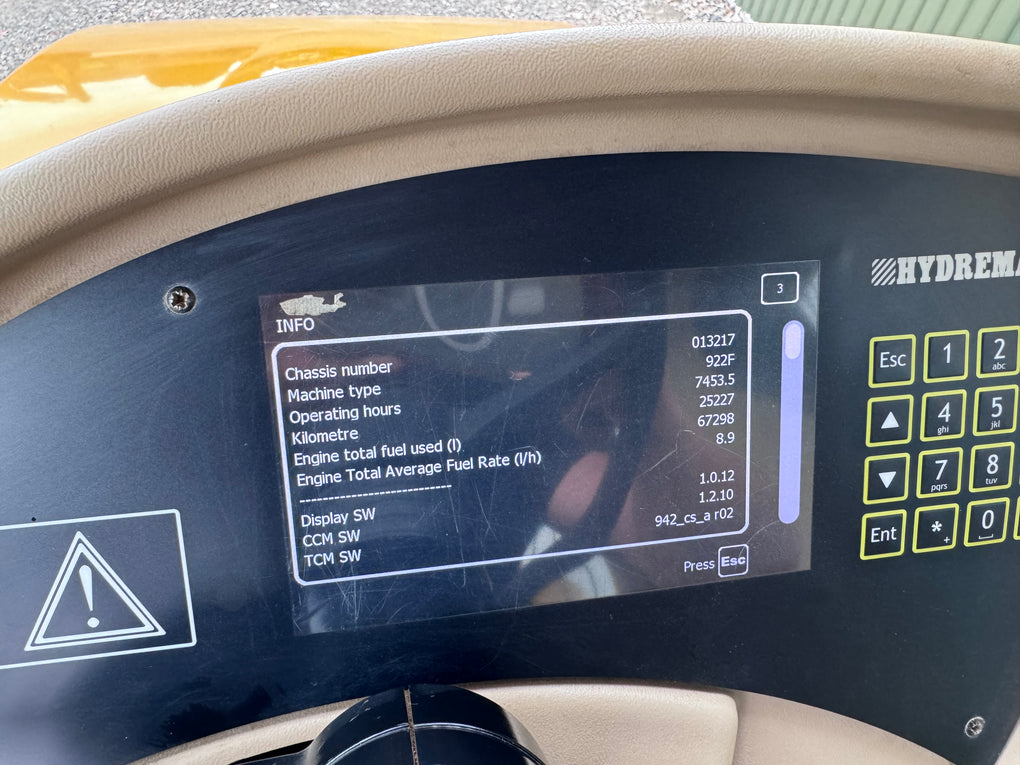 HYDREMA
3
INFO
Chassis number 013217
Machine type 922F
Operating hours 7453.5
Kilometre 25227
Engine total fuel used (l) 67298
Engine Total Average Fuel Rate (l/h) 8.9
---------------------------
Display SW 1.0.12
CCM SW 1.2.10
TCM SW 942_cs_a r02
Press Esc
Esc 1 2 abc
▲ 4 ghi 5 jkl
▼ 7 pqrs 8 tuv
Ent * + 0
!